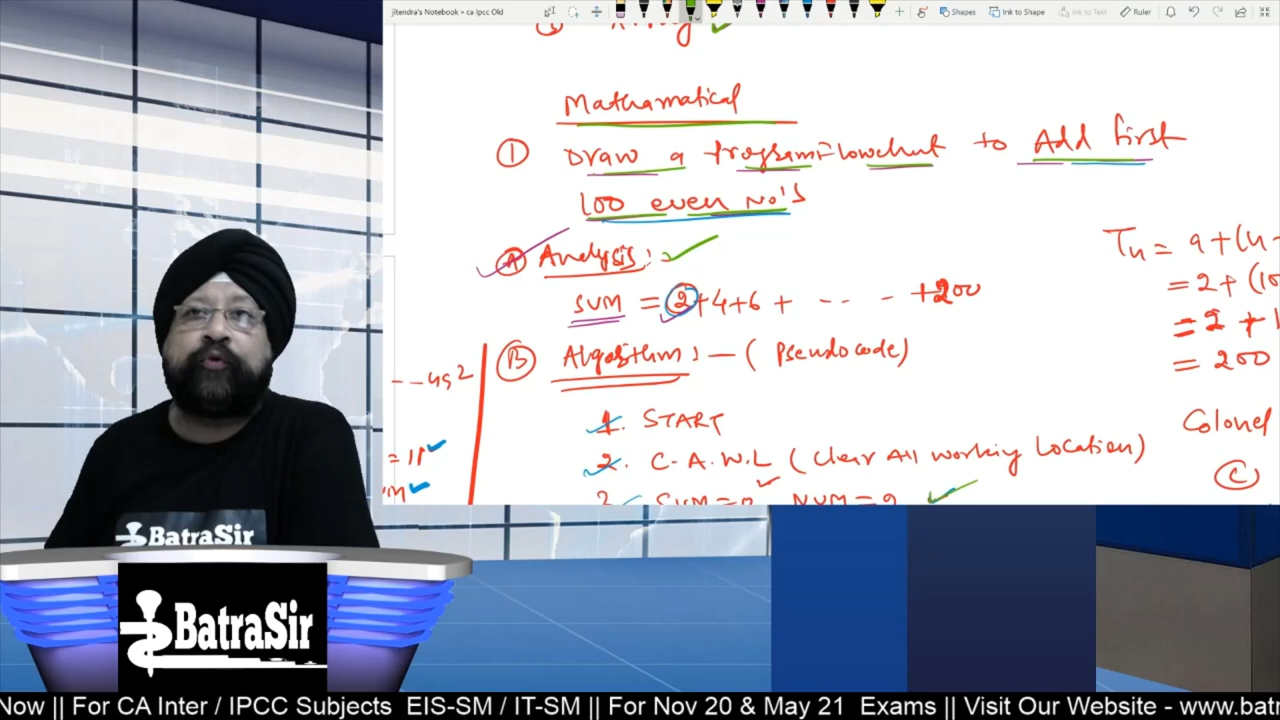 jitendra's Notebook > ca Ipcc Old
Shapes Ink to Shape Ink to Text Ruler
Mathamatical
① Draw a program Flowchart to Add first
100 even No's
Ⓐ Analysis :-
SUM = 2+4+6 + -- -- - +200
Ⓑ Algorithm : — ( Pseudocode )
1. START
2. C.A.W.L ( Clear All working Location )
Tn = a + (n -
= 2 + (10
= 2 + 1
= 200
Colonel
Ⓒ
BatraSir
BatraSir
Now || For CA Inter / IPCC Subjects EIS-SM / IT-SM || For Nov 20 & May 21 Exams || Visit Our Website - www.bat